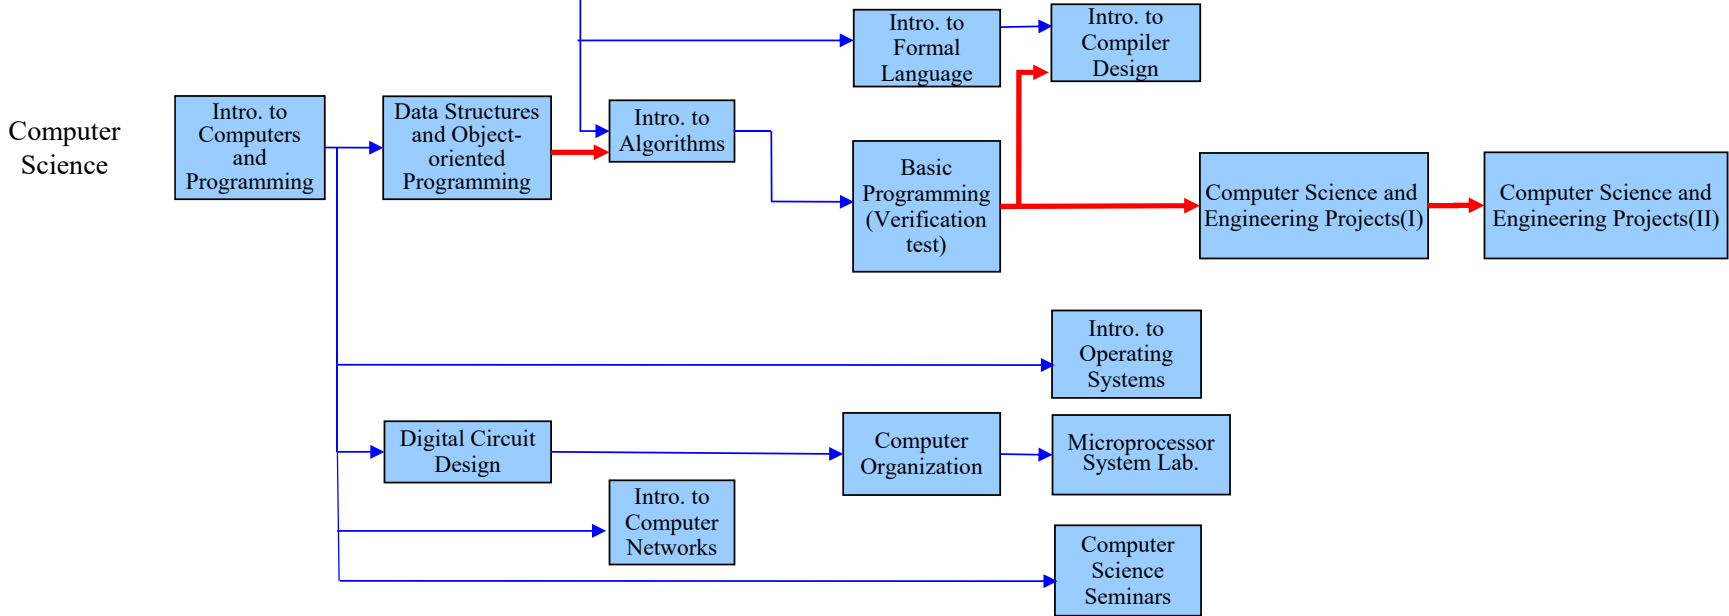 Intro. to
Formal
Language
Intro. to
Compiler
Design
Computer
Science
Intro. to
Computers
and
Programming
Data Structures
and Object-
oriented
Programming
Intro. to
Algorithms
Basic
Programming
(Verification
test)
Computer Science and
Engineering Projects(I)
Computer Science and
Engineering Projects(II)
Intro. to
Operating
Systems
Digital Circuit
Design
Computer
Organization
Microprocessor
System Lab.
Intro. to
Computer
Networks
Computer
Science
Seminars